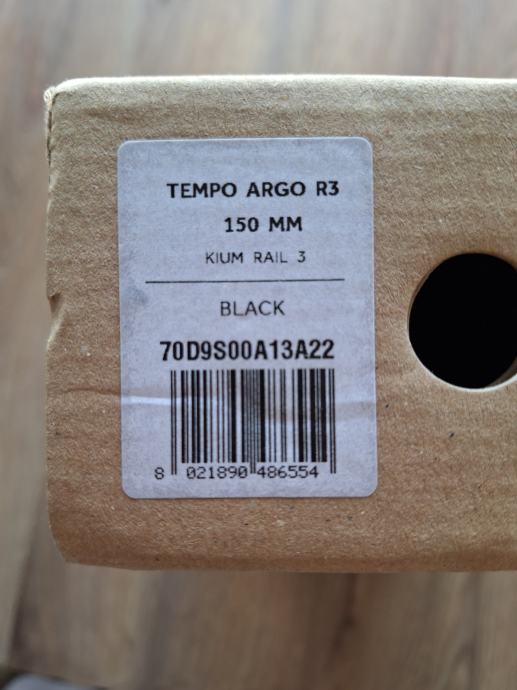 TEMPO ARGO R3
150 MM
KIUM RAIL 3
BLACK
70D9S00A13A22
8 021890 486554